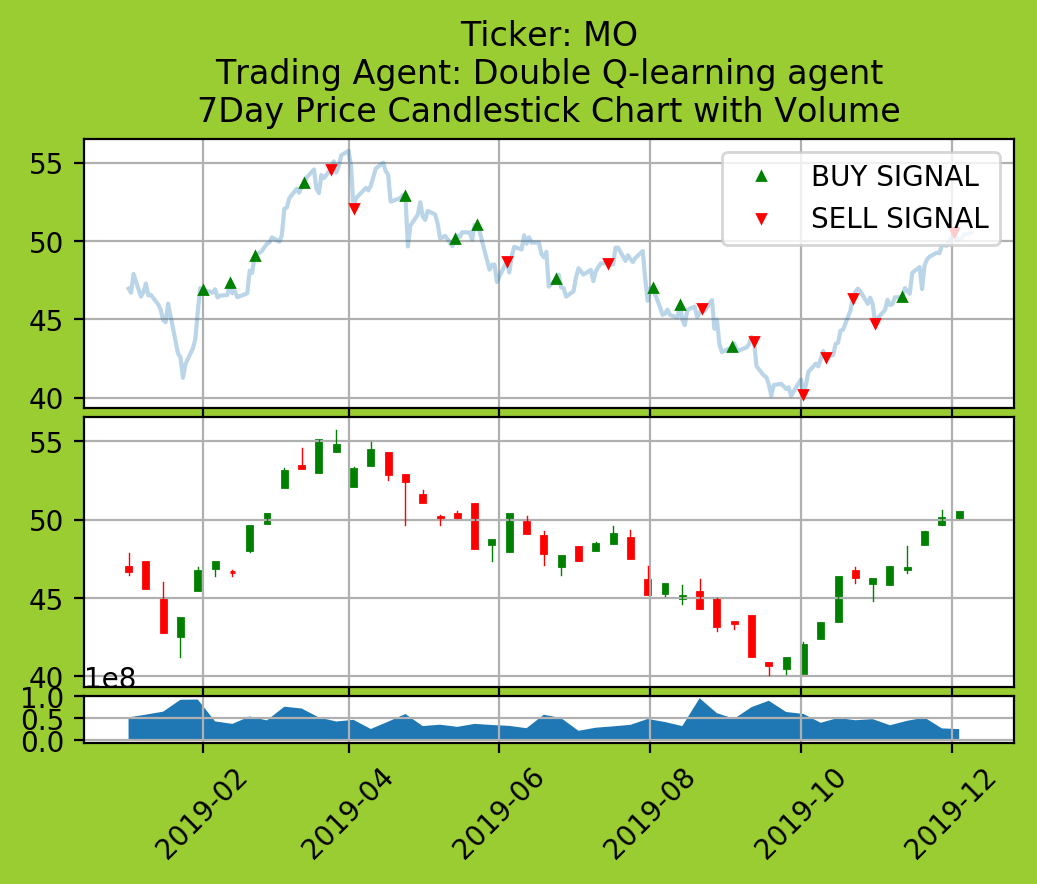 Ticker: MO
Trading Agent: Double Q-learning agent
7Day Price Candlestick Chart with Volume
55
50
45
40
BUY SIGNAL
SELL SIGNAL
55
50
45
40
1e8
1.0
0.5
0.0
2019-02
2019-04
2019-06
2019-08
2019-10
2019-12